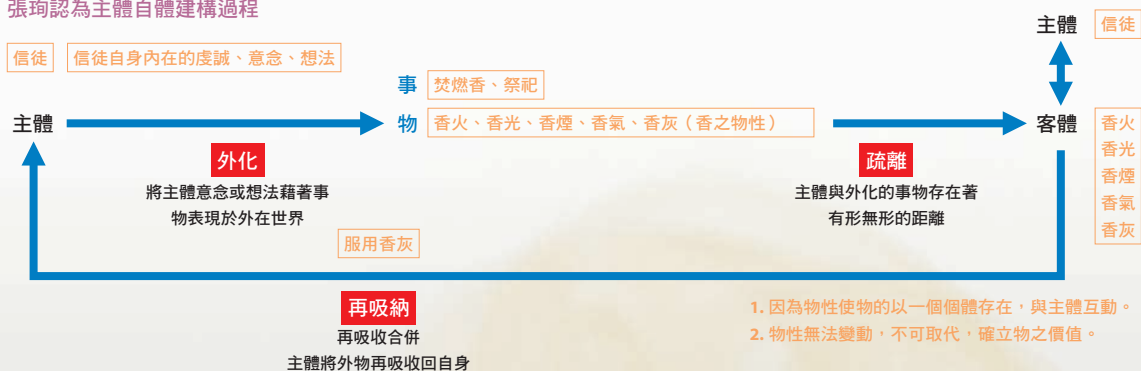 張珣認為主體自體建構過程
主體 信徒
信徒 信徒自身內在的虔誠、意念、想法
事 焚燃香、祭祀
主體 物 香火、香光、香煙、香氣、香灰（香之物性） 客體 香火
香光
香煙
香氣
香灰
外化
將主體意念或想法藉著事
物表現於外在世界
疏離
主體與外化的事物存在著
有形無形的距離
服用香灰
再吸納
再吸收合併
主體將外物再吸收回自身
1. 因為物性使物的以一個個體存在，與主體互動。
2. 物性無法變動，不可取代，確立物之價值。